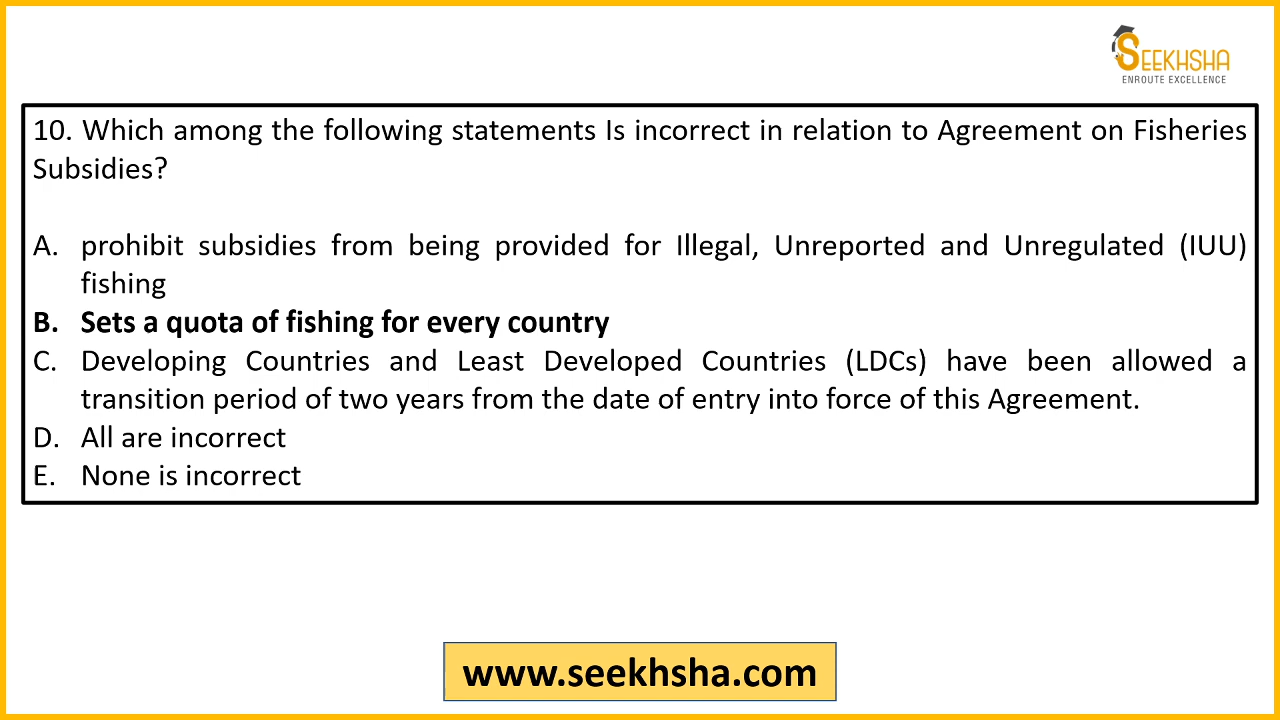 SEEKHSHA
ENROUTE EXCELLENCE
10. Which among the following statements Is incorrect in relation to Agreement on Fisheries
Subsidies?
A. prohibit subsidies from being provided for Illegal, Unreported and Unregulated (IUU)
fishing
B. Sets a quota of fishing for every country
C. Developing Countries and Least Developed Countries (LDCs) have been allowed a
transition period of two years from the date of entry into force of this Agreement.
D. All are incorrect
E. None is incorrect
www.seekhsha.com